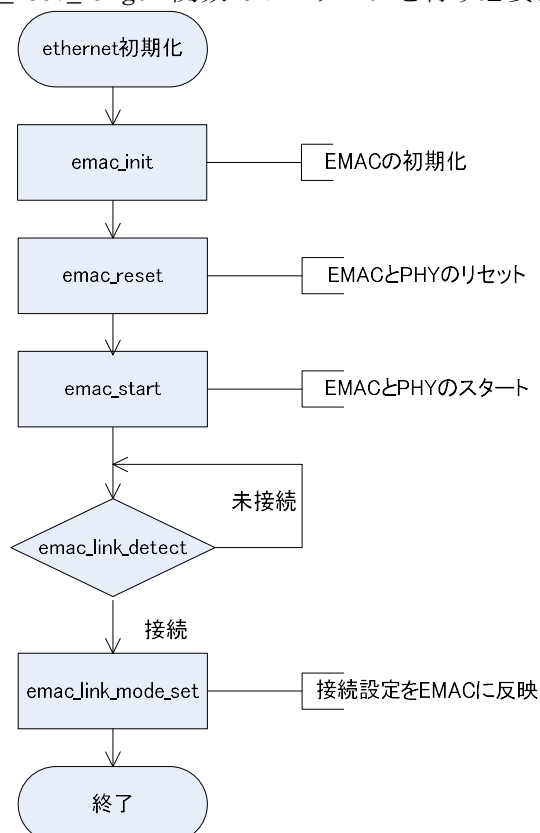 ethernet初期化
emac_init
EMACの初期化
emac_reset
EMACとPHYのリセット
emac_start
EMACとPHYのスタート
未接続
emac_link_detect
接続
emac_link_mode_set
接続設定をEMACに反映
終了